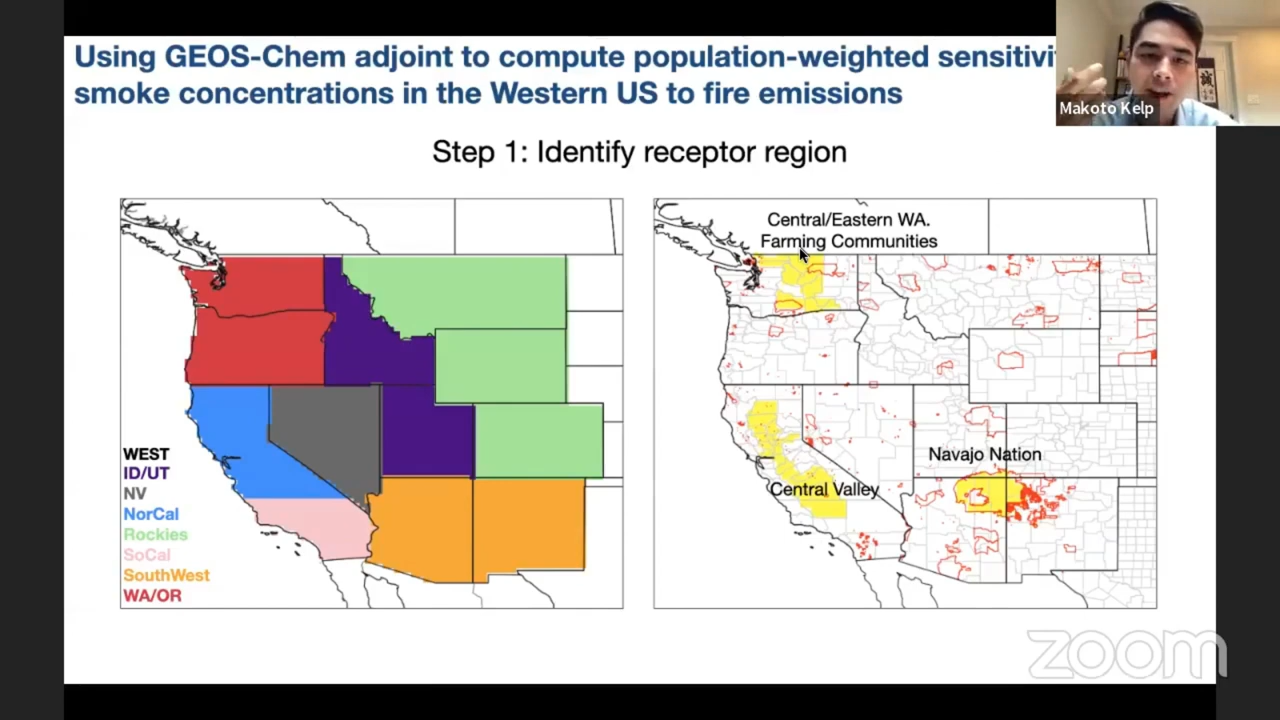 Using GEOS-Chem adjoint to compute population-weighted sensitivi
smoke concentrations in the Western US to fire emissions
Makoto Kelp
Step 1: Identify receptor region
Central/Eastern WA.
Farming Communities
WEST
ID/UT
NV
NorCal
Rockies
SoCal
SouthWest
WA/OR
Navajo Nation
Central Valley
zoom